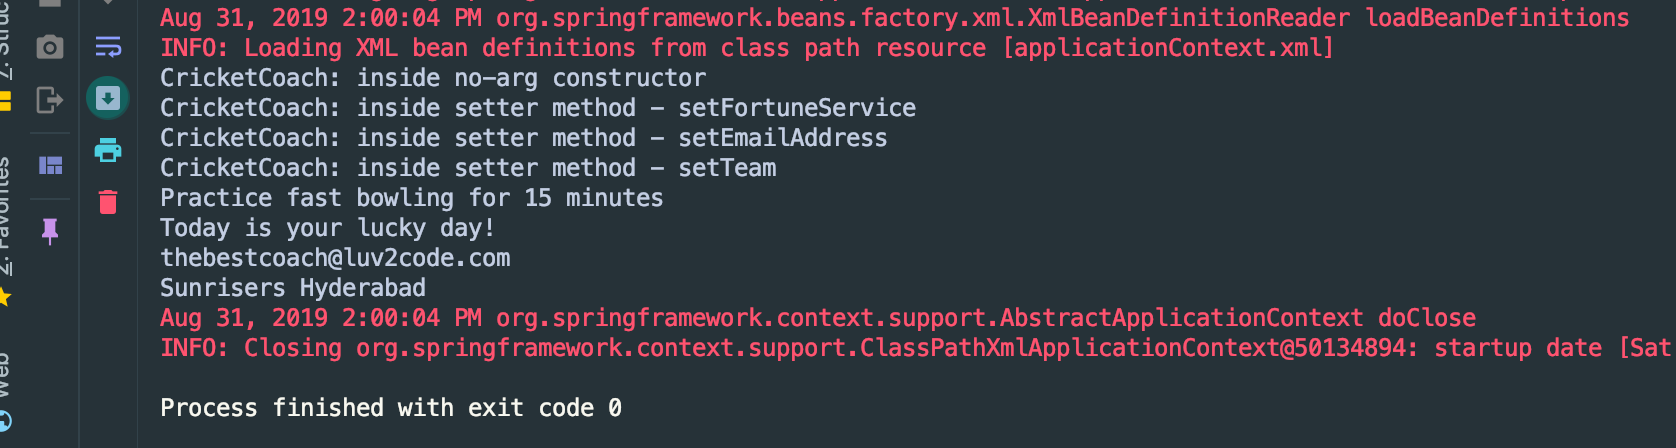 Aug 31, 2019 2:00:04 PM org.springframework.beans.factory.xml.XmlBeanDefinitionReader loadBeanDefinitions
INFO: Loading XML bean definitions from class path resource [applicationContext.xml]
CricketCoach: inside no-arg constructor
CricketCoach: inside setter method - setFortuneService
CricketCoach: inside setter method - setEmailAddress
CricketCoach: inside setter method - setTeam
Practice fast bowling for 15 minutes
Today is your lucky day!
thebestcoach@luv2code.com
Sunrisers Hyderabad
Aug 31, 2019 2:00:04 PM org.springframework.context.support.AbstractApplicationContext doClose
INFO: Closing org.springframework.context.support.ClassPathXmlApplicationContext@50134894: startup date [Sat
Process finished with exit code 0
2: Favorites
Web